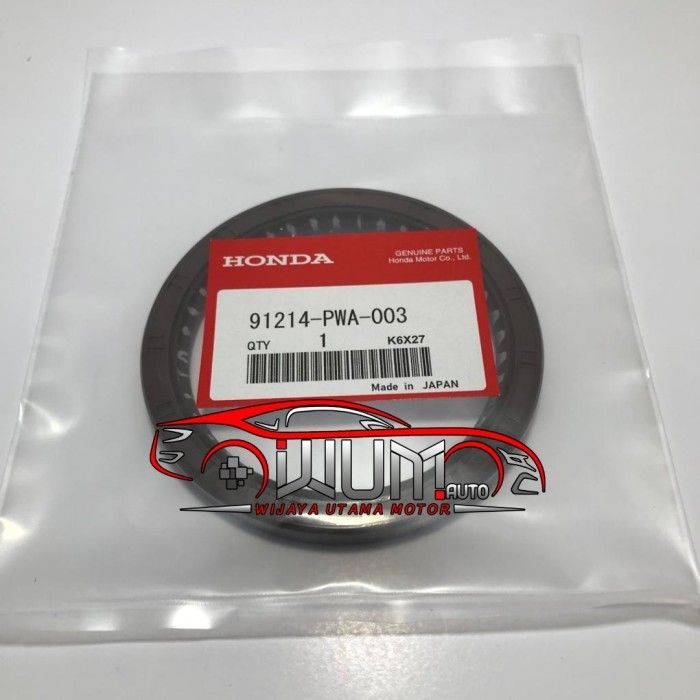 HONDA
GENUINE PARTS
Honda Motor Co., Ltd.
91214-PWA-003
QTY 1 K6X27
Made in JAPAN
WUM.AUTO
WIJAYA UTAMA MOTOR